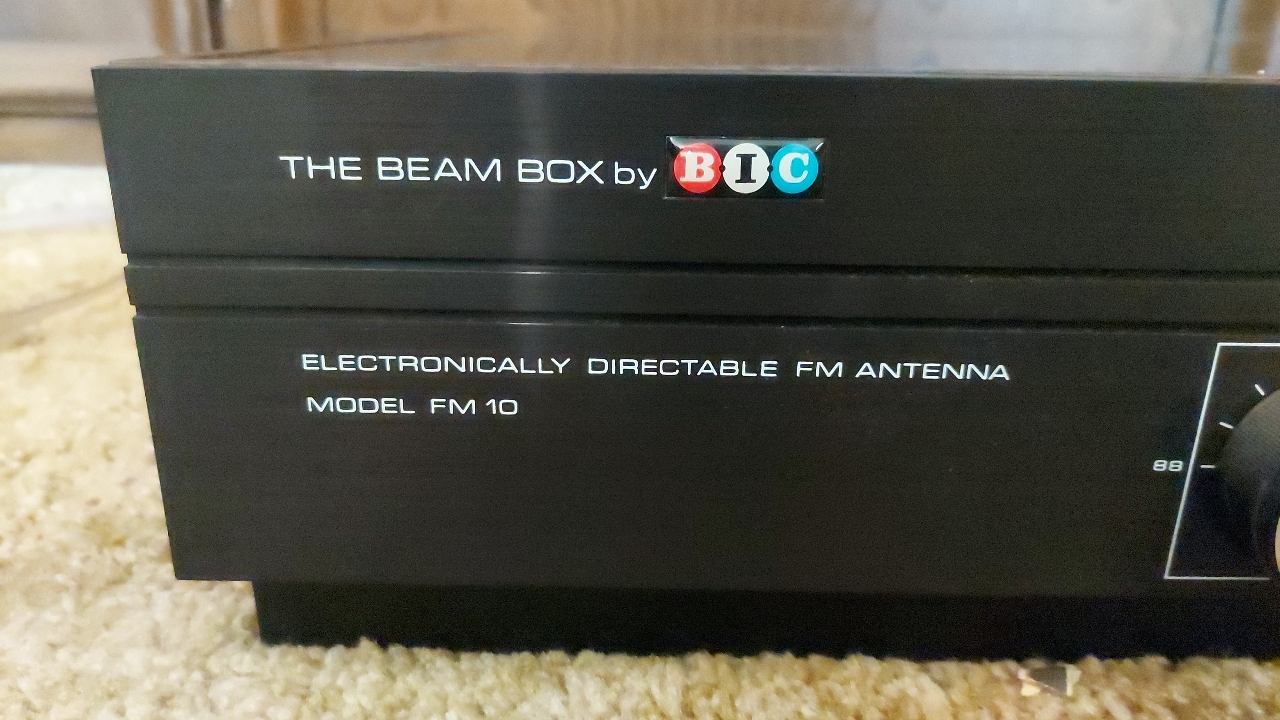 THE BEAM BOX by BIC
ELECTRONICALLY DIRECTABLE FM ANTENNA
MODEL FM 10
88